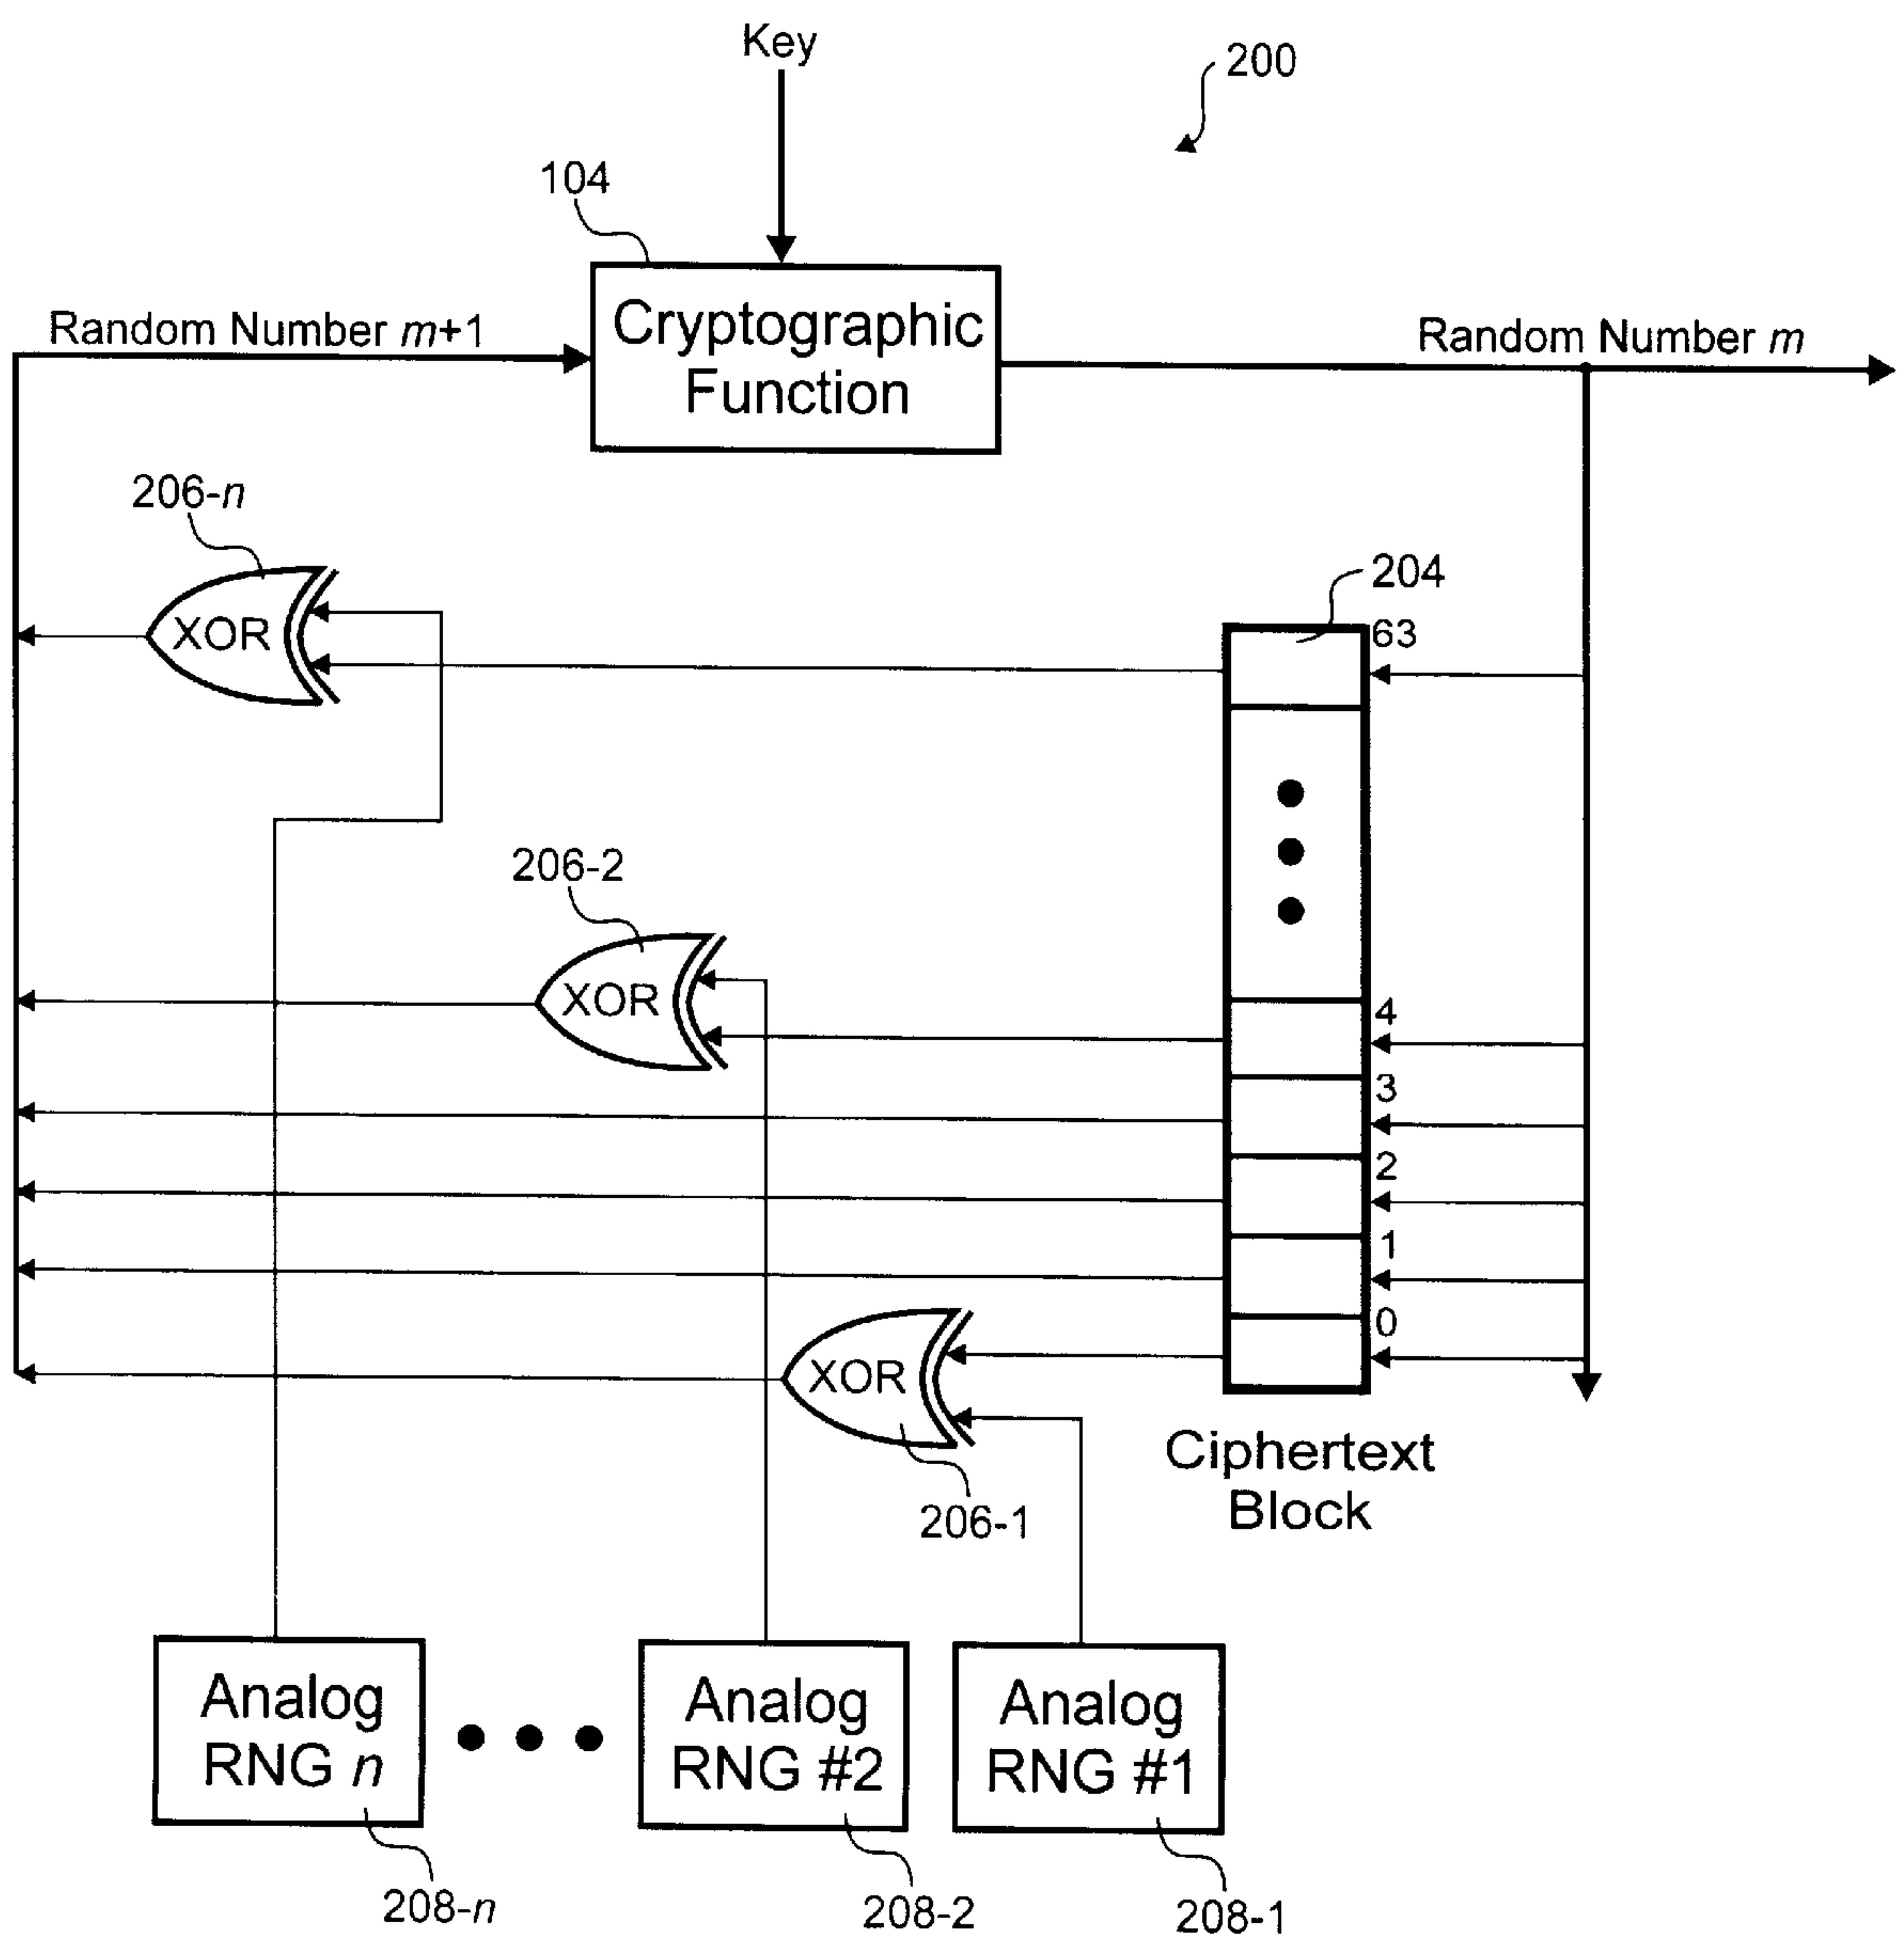 Key
200
104
Cryptographic
Function
Random Number m+1
Random Number m
206-n
XOR
204
63
206-2
XOR
4
3
2
1
0
XOR
206-1
Ciphertext
Block
Analog
RNG n
Analog
RNG #2
Analog
RNG #1
208-n
208-2
208-1